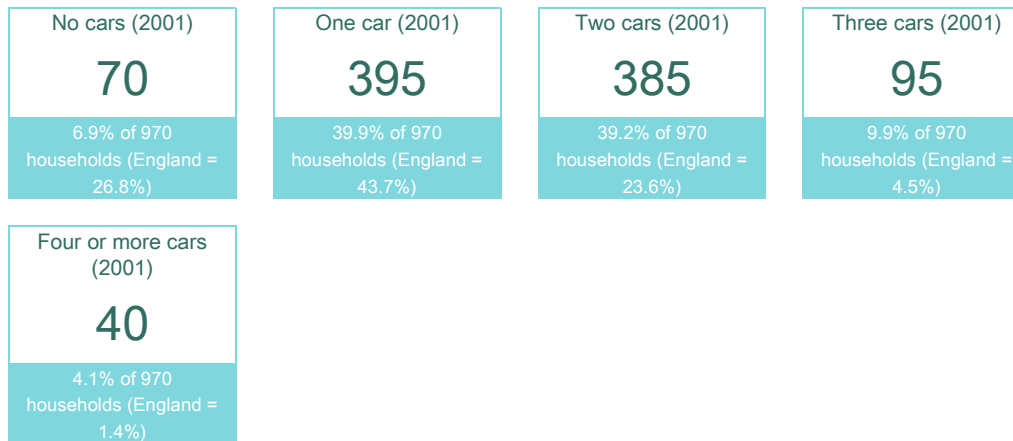 No cars (2001)
70
6.9% of 970
households (England =
26.8%)
One car (2001)
395
39.9% of 970
households (England =
43.7%)
Two cars (2001)
385
39.2% of 970
households (England =
23.6%)
Three cars (2001)
95
9.9% of 970
households (England =
4.5%)
Four or more cars
(2001)
40
4.1% of 970
households (England =
1.4%)